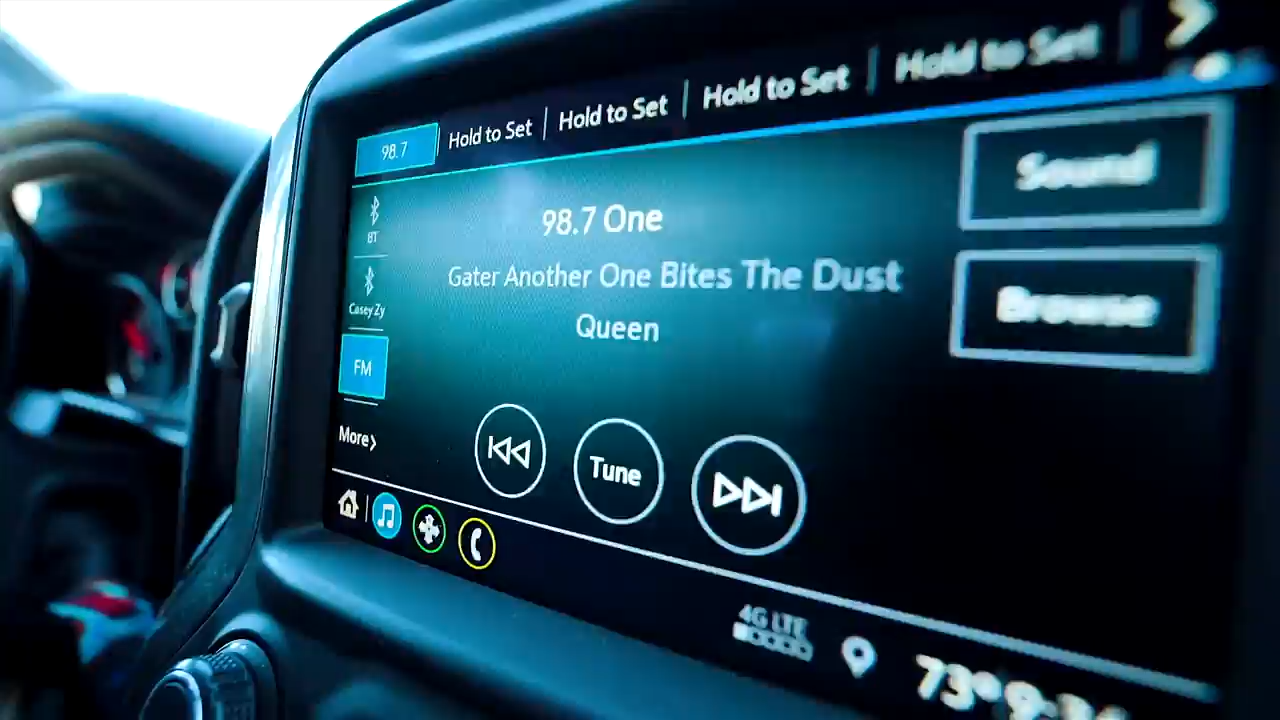 98.7 | Hold to Set | Hold to Set | Hold to Set | Hold to Set
BT
Casey Zy
FM
More
98.7 One
Gater Another One Bites The Dust
Queen
Sound
Browse
Tune
4G LTE
73°